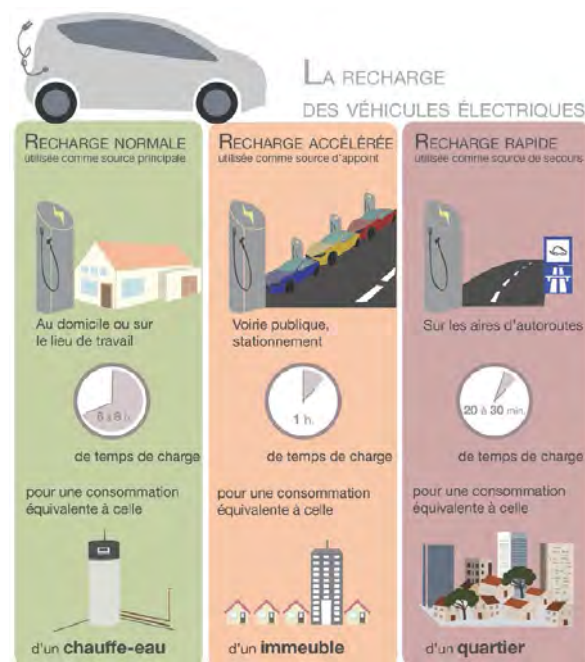 LA RECHARGE
DES VÉHICULES ÉLECTRIQUES
RECHARGE NORMALE
utilisée comme source principale
Au domicile ou sur
le lieu de travail
6 à 8 h.
de temps de charge
pour une consommation
équivalente à celle
d'un chauffe-eau
RECHARGE ACCÉLÉRÉE
utilisée comme source d'appoint
Voirie publique,
stationnement
1 h.
de temps de charge
pour une consommation
équivalente à celle
d'un immeuble
RECHARGE RAPIDE
utilisée comme source de secours
Sur les aires d'autoroutes
20 à 30 min.
de temps de charge
pour une consommation
équivalente à celle
d'un quartier